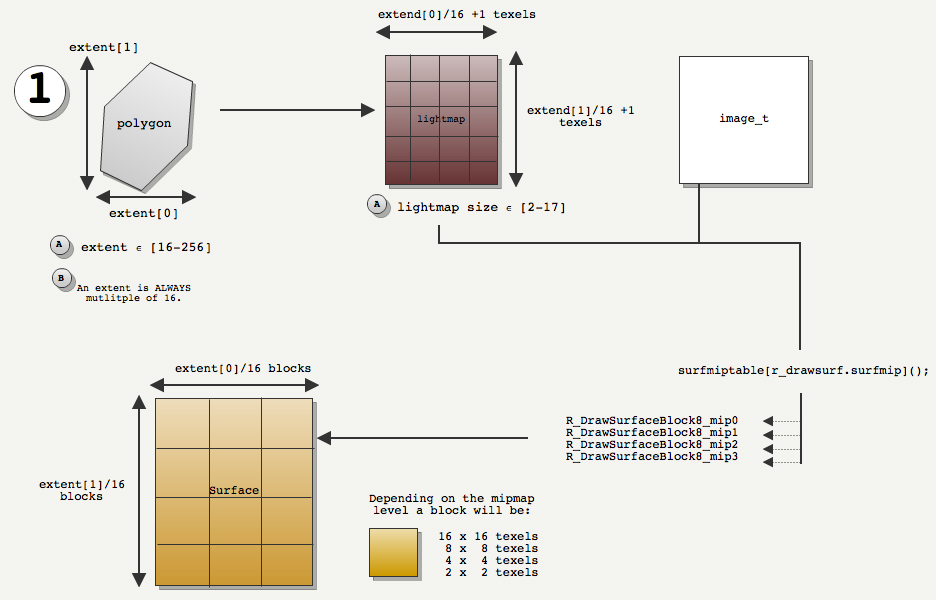 1
extent[1]
polygon
extent[0]
A extent ∈ [16-256]
B An extent is ALWAYS
mutlitple of 16.
extend[0]/16 +1 texels
lightmap
extend[1]/16 +1
texels
A lightmap size ∈ [2-17]
image_t
surfmiptable[r_drawsurf.surfmip]();
R_DrawSurfaceBlock8_mip0
R_DrawSurfaceBlock8_mip1
R_DrawSurfaceBlock8_mip2
R_DrawSurfaceBlock8_mip3
extent[0]/16 blocks
extent[1]/16
blocks
Surface
Depending on the mipmap
level a block will be:
16 x 16 texels
8 x 8 texels
4 x 4 texels
2 x 2 texels